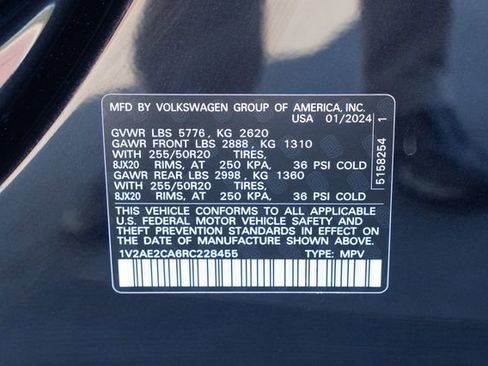 MFD BY VOLKSWAGEN GROUP OF AMERICA, INC.
USA 01/2024
GVWR LBS 5776, KG 2620
GAWR FRONT LBS 2888, KG 1310
WITH 255/50R20 TIRES,
8JX20 RIMS, AT 250 KPA, 36 PSI COLD
GAWR REAR LBS 2998, KG 1360
WITH 255/50R20 TIRES,
8JX20 RIMS, AT 250 KPA, 36 PSI COLD
THIS VEHICLE CONFORMS TO ALL APPLICABLE
U.S. FEDERAL MOTOR VEHICLE SAFETY AND
THEFT PREVENTION STANDARDS IN EFFECT ON
THE DATE OF MANUFACTURE SHOWN ABOVE.
1V2AE2CA6RC228455 TYPE: MPV
5158254 1